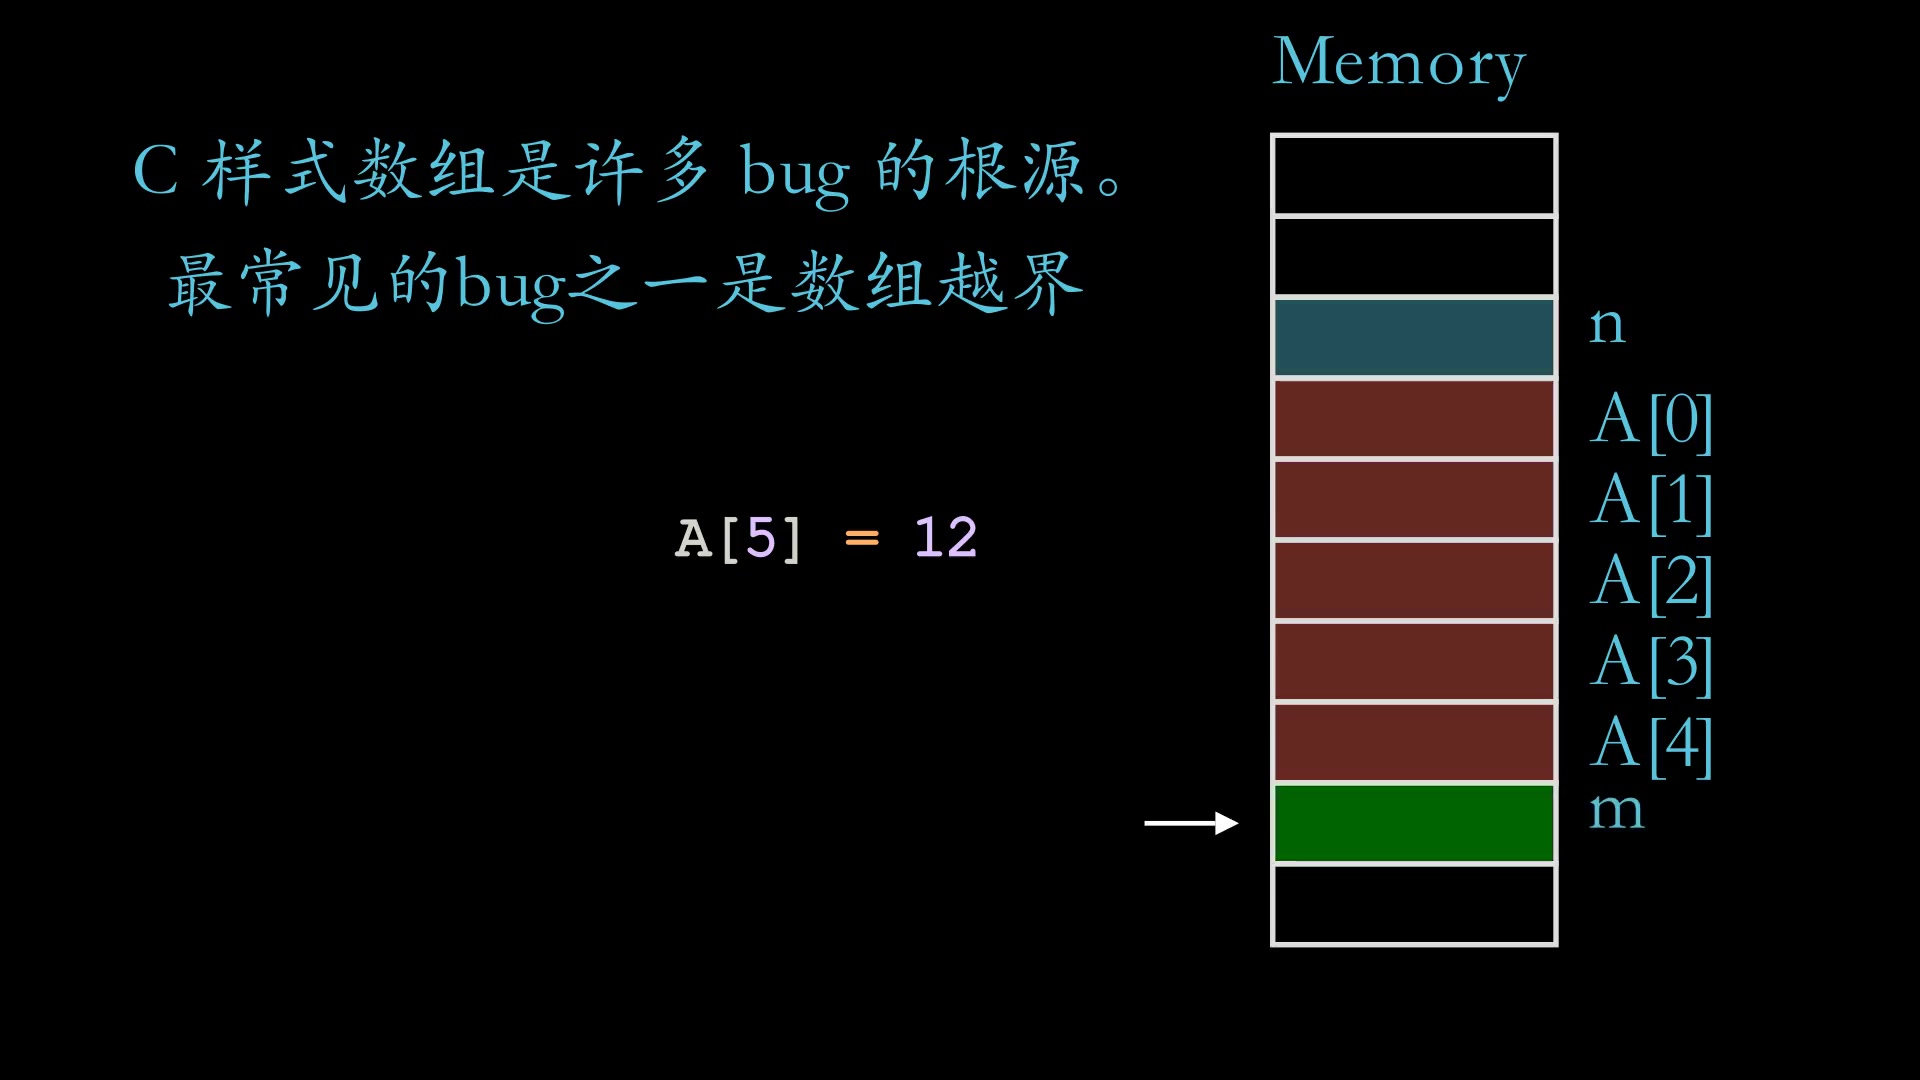 Memory
C 样式数组是许多 bug 的根源。
最常见的bug之一是数组越界
n
A[0]
A[1]
A[5] = 12
A[2]
A[3]
A[4]
m